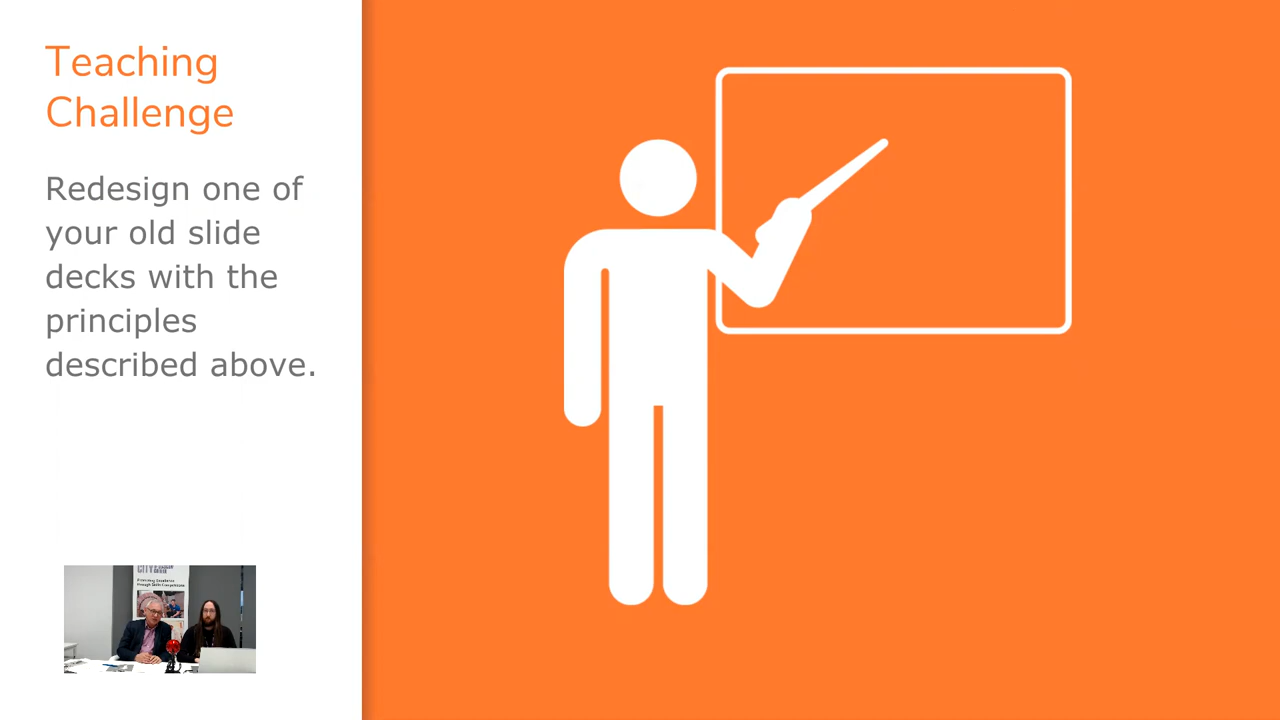 Teaching
Challenge
Redesign one of
your old slide
decks with the
principles
described above.